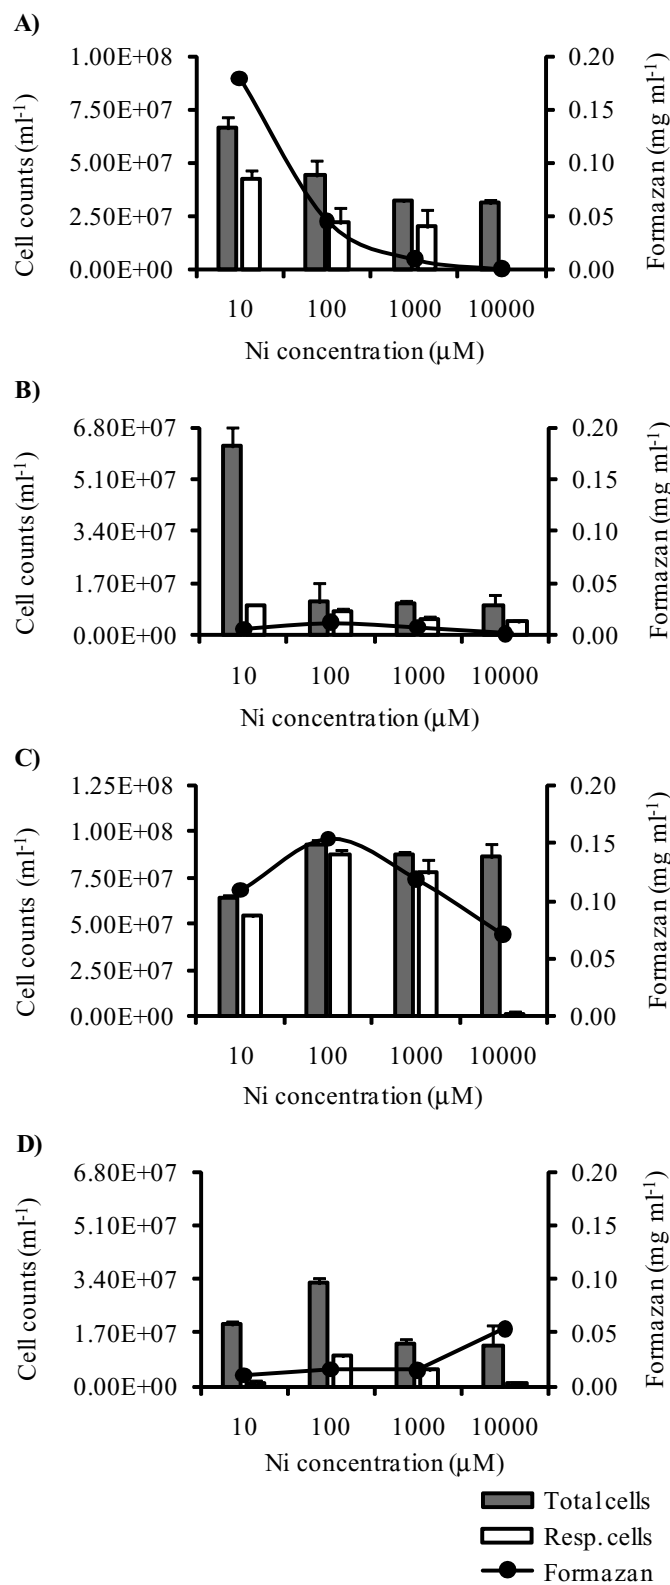 A)
Cell counts (ml⁻¹)
1.00E+08
7.50E+07
5.00E+07
2.50E+07
0.00E+00
0.20
0.15
0.10
0.05
0.00
Formazan (mg ml⁻¹)
10 100 1000 10000
Ni concentration (µM)
B)
Cell counts (ml⁻¹)
6.80E+07
5.10E+07
3.40E+07
1.70E+07
0.00E+00
0.20
0.15
0.10
0.05
0.00
Formazan (mg ml⁻¹)
10 100 1000 10000
Ni concentration (µM)
C)
Cell counts (ml⁻¹)
1.25E+08
1.00E+08
7.50E+07
5.00E+07
2.50E+07
0.00E+00
0.20
0.15
0.10
0.05
0.00
Formazan (mg ml⁻¹)
10 100 1000 10000
Ni concentration (µM)
D)
Cell counts (ml⁻¹)
6.80E+07
5.10E+07
3.40E+07
1.70E+07
0.00E+00
0.20
0.15
0.10
0.05
0.00
Formazan (mg ml⁻¹)
10 100 1000 10000
Ni concentration (µM)
Total cells
Resp. cells
Formazan